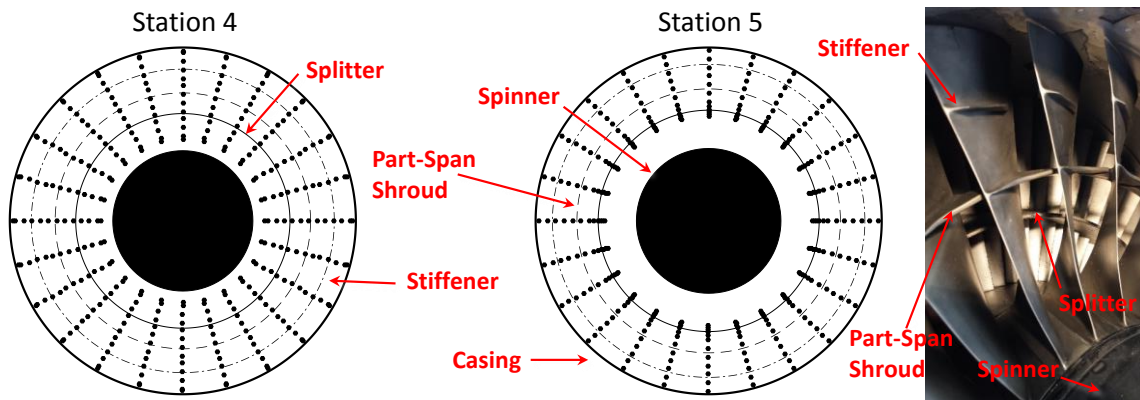 Station 4
Splitter
Part-Span
Shroud
Stiffener
Station 5
Spinner
Casing
Stiffener
Splitter
Part-Span
Shroud
Spinner